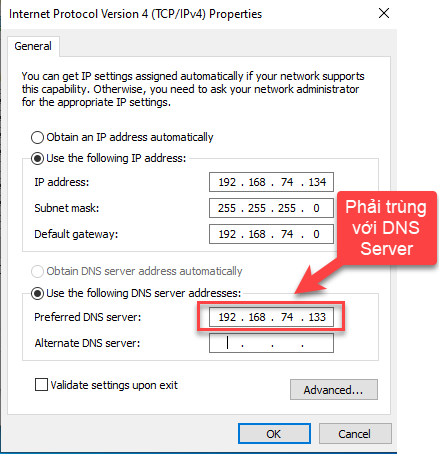 Internet Protocol Version 4 (TCP/IPv4) Properties
General
You can get IP settings assigned automatically if your network supports
this capability. Otherwise, you need to ask your network administrator
for the appropriate IP settings.
Obtain an IP address automatically
Use the following IP address:
IP address: 192 . 168 . 74 . 134
Subnet mask: 255 . 255 . 255 . 0
Default gateway: 192 . 168 . 74 . 0
Phải trùng
với DNS
Server
Obtain DNS server address automatically
Use the following DNS server addresses:
Preferred DNS server: 192 . 168 . 74 . 133
Alternate DNS server: . . .
Validate settings upon exit
Advanced...
OK Cancel